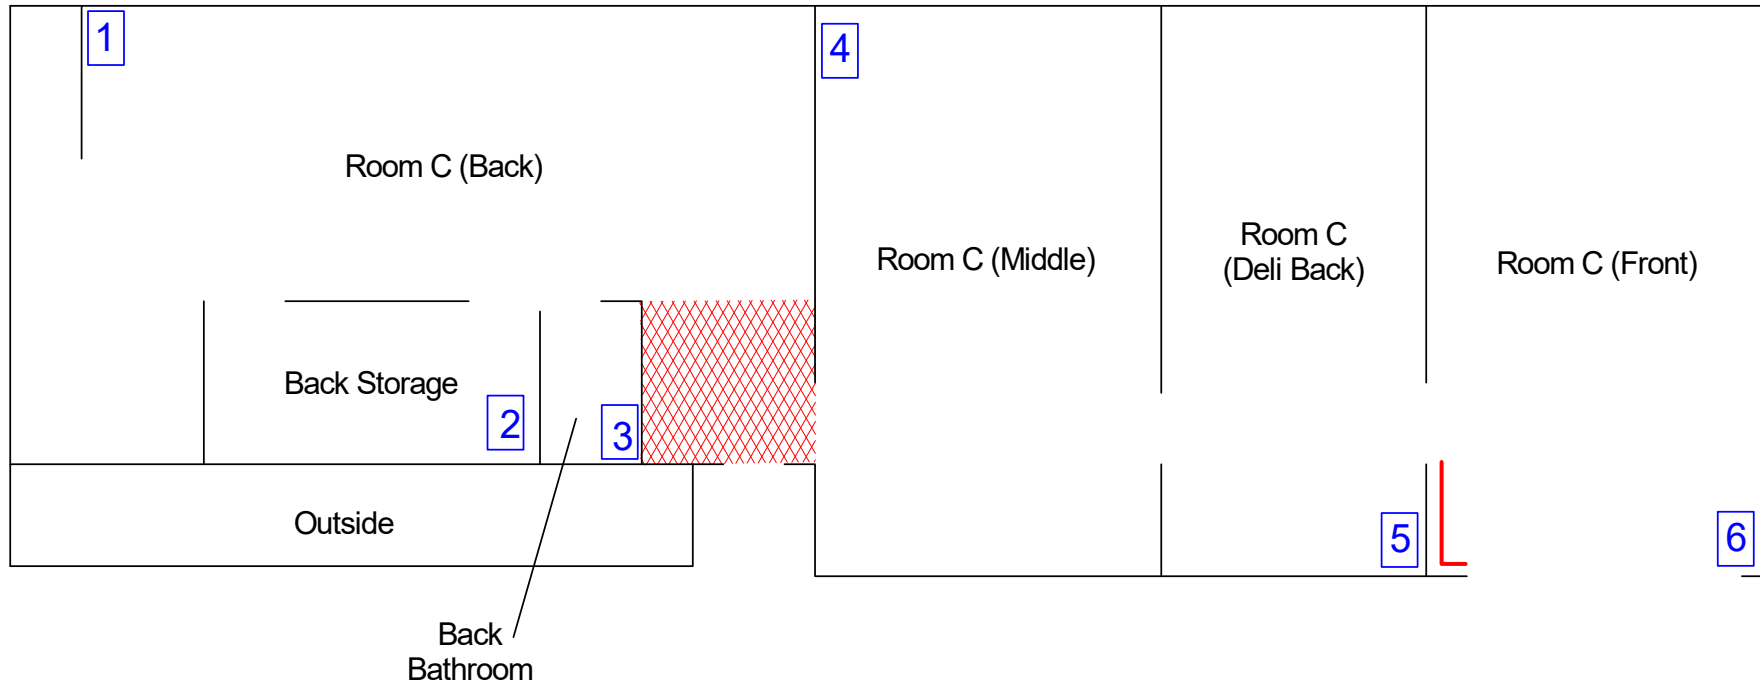 1
4
Room C (Back)
Room C (Middle)
Room C
(Deli Back)
Room C (Front)
Back Storage
2
3
Outside
5
6
Back
Bathroom